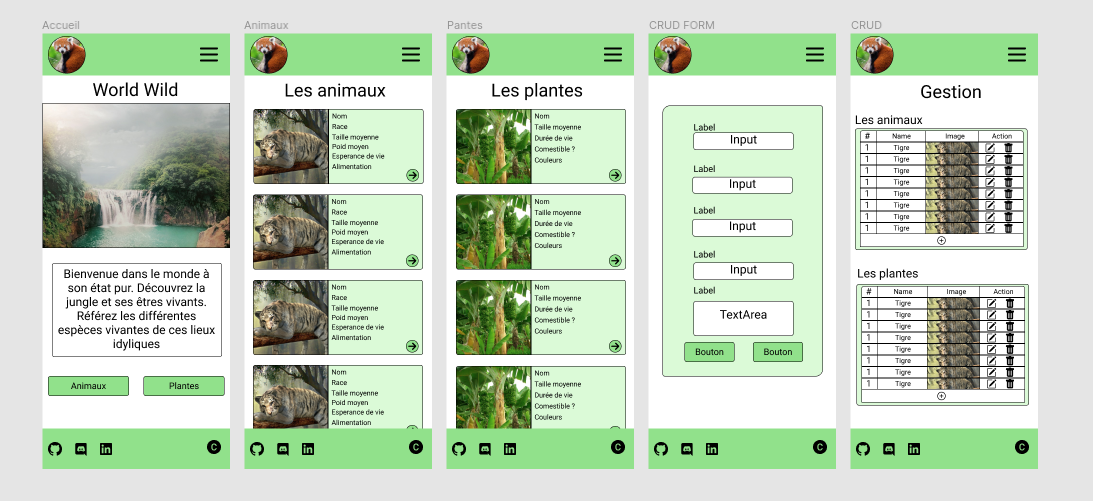 Accueil
World Wild
Bienvenue dans le monde à
son état pur. Découvrez la
jungle et ses êtres vivants.
Référez les différentes
espèces vivantes de ces lieux
idyliques
Animaux
Plantes
C
Animaux
Les animaux
Nom
Race
Taille moyenne
Poid moyen
Esperance de vie
Alimentation
Nom
Race
Taille moyenne
Poid moyen
Esperance de vie
Alimentation
Nom
Race
Taille moyenne
Poid moyen
Esperance de vie
Alimentation
Nom
Race
Taille moyenne
Poid moyen
Esperance de vie
Alimentation
Pantes
Les plantes
Nom
Taille moyenne
Durée de vie
Comestible ?
Couleurs
Nom
Taille moyenne
Durée de vie
Comestible ?
Couleurs
Nom
Taille moyenne
Durée de vie
Comestible ?
Couleurs
Nom
Taille moyenne
Durée de vie
Comestible ?
Couleurs
CRUD FORM
Label
Input
Label
Input
Label
Input
Label
Input
Label
TextArea
Bouton
Bouton
C
CRUD
Gestion
Les animaux
# Name Image Action
1 Tigre
1 Tigre
1 Tigre
1 Tigre
1 Tigre
1 Tigre
1 Tigre
1 Tigre
Les plantes
# Name Image Action
1 Tigre
1 Tigre
1 Tigre
1 Tigre
1 Tigre
1 Tigre
1 Tigre
1 Tigre
C